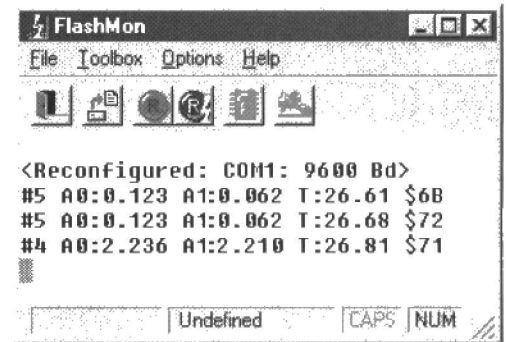 FlashMon
File Toolbox Options Help
<Reconfigured: COM1: 9600 Bd>
#5 A0:0.123 A1:0.062 T:26.61 $6B
#5 A0:0.123 A1:0.062 T:26.68 $72
#4 A0:2.236 A1:2.210 T:26.81 $71
Undefined CAPS NUM